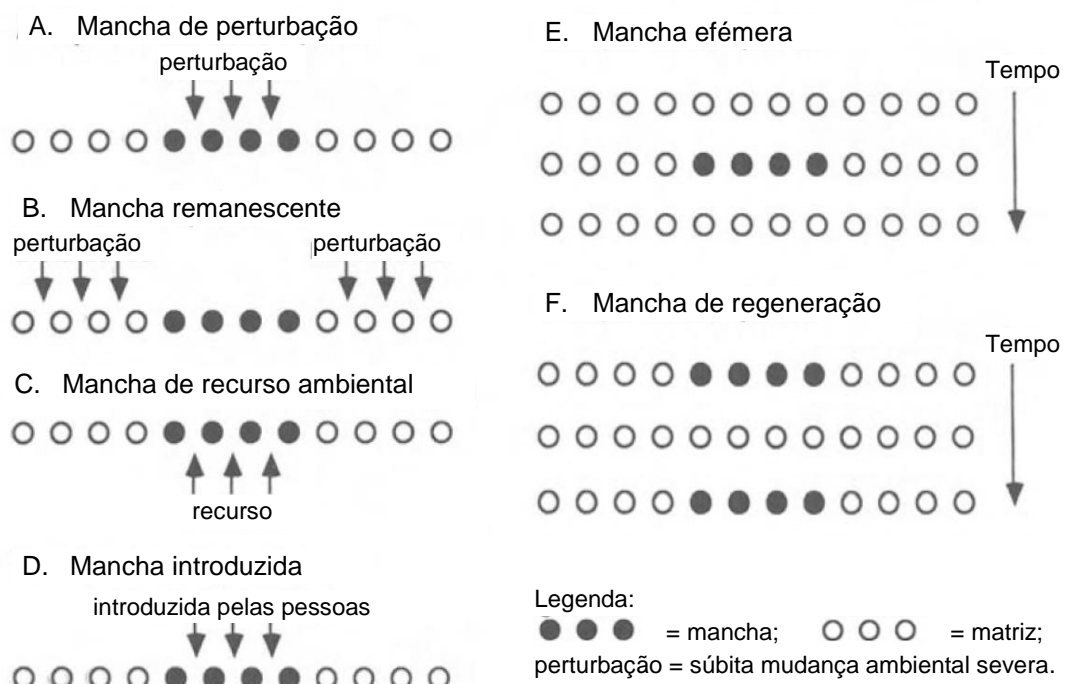 A. Mancha de perturbação
perturbação
B. Mancha remanescente
perturbação perturbação
C. Mancha de recurso ambiental
recurso
D. Mancha introduzida
introduzida pelas pessoas
E. Mancha efémera
Tempo
F. Mancha de regeneração
Tempo
Legenda:
= mancha; = matriz;
perturbação = súbita mudança ambiental severa.